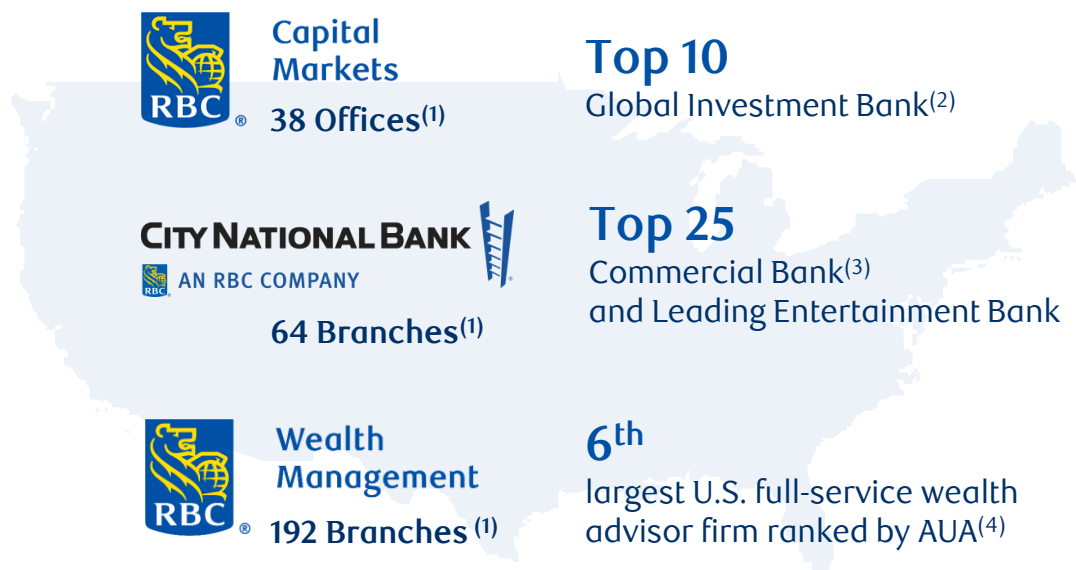 RBC
®
Capital
Markets
38 Offices(1)
Top 10
Global Investment Bank(2)
CITY NATIONAL BANK
®
RBC
®
AN RBC COMPANY
64 Branches(1)
Top 25
Commercial Bank(3)
and Leading Entertainment Bank
RBC
®
Wealth
Management
192 Branches (1)
6th
largest U.S. full-service wealth
advisor firm ranked by AUA(4)